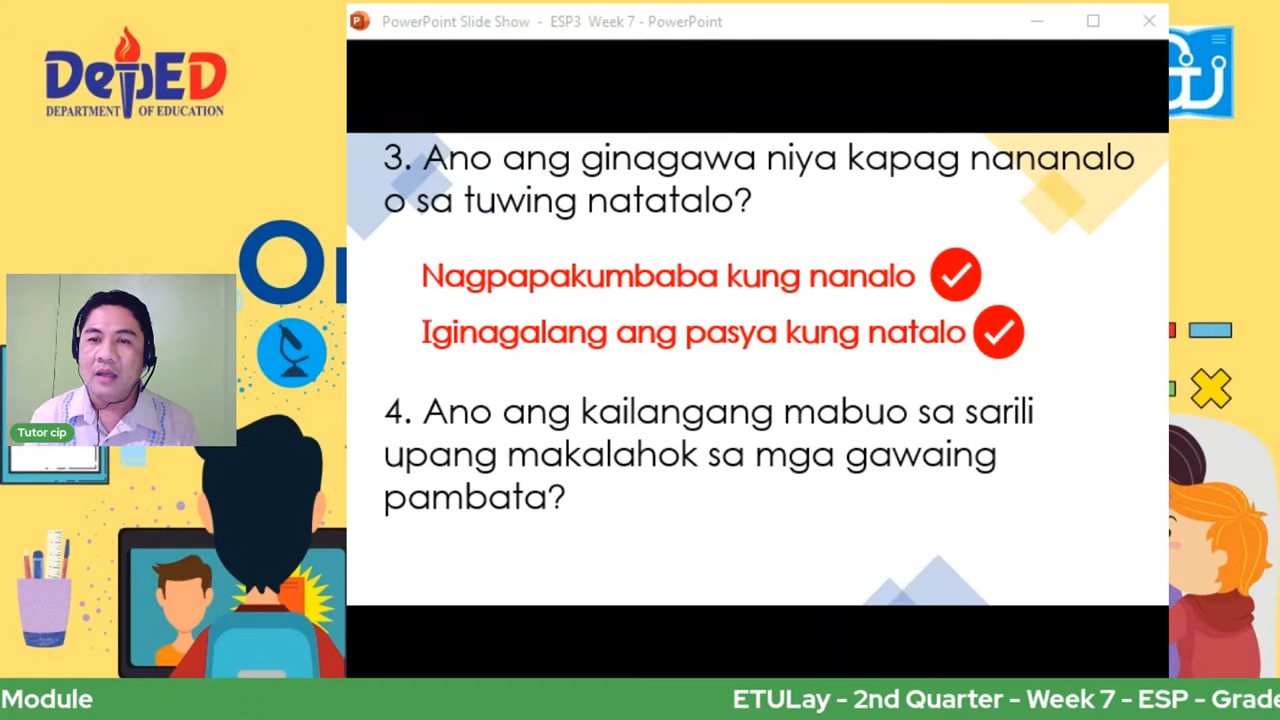 PowerPoint Slide Show - ESP3 Week 7 - PowerPoint
DepED
DEPARTMENT OF EDUCATION
3. Ano ang ginagawa niya kapag nananalo
o sa tuwing natatalo?
Nagpapakumbaba kung nanalo
Iginagalang ang pasya kung natalo
4. Ano ang kailangang mabuo sa sarili
upang makalahok sa mga gawaing
pambata?
Tutor cip
Module
ETULay - 2nd Quarter - Week 7 - ESP - Grade